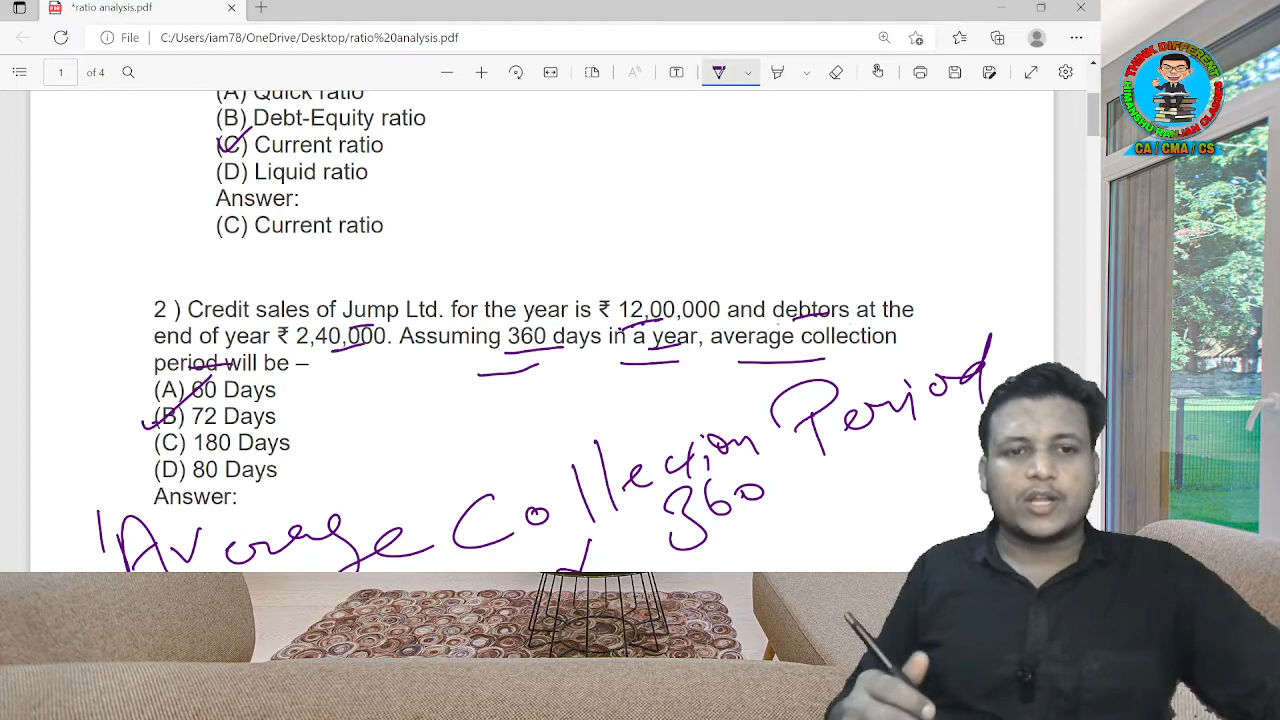 *ratio analysis.pdf
File C:/Users/iam78/OneDrive/Desktop/ratio%20analysis.pdf
1 of 4
(A) Quick ratio
(B) Debt-Equity ratio
(C) Current ratio
(D) Liquid ratio
Answer:
(C) Current ratio
2 ) Credit sales of Jump Ltd. for the year is ₹ 12,00,000 and debtors at the
end of year ₹ 2,40,000. Assuming 360 days in a year, average collection
period will be –
(A) 60 Days
(B) 72 Days
(C) 180 Days
(D) 80 Days
Answer:
Average Collection Period
360
THINK DIFFERENT
HIMANSHU RANJAN CLASSES
CA / CMA / CS